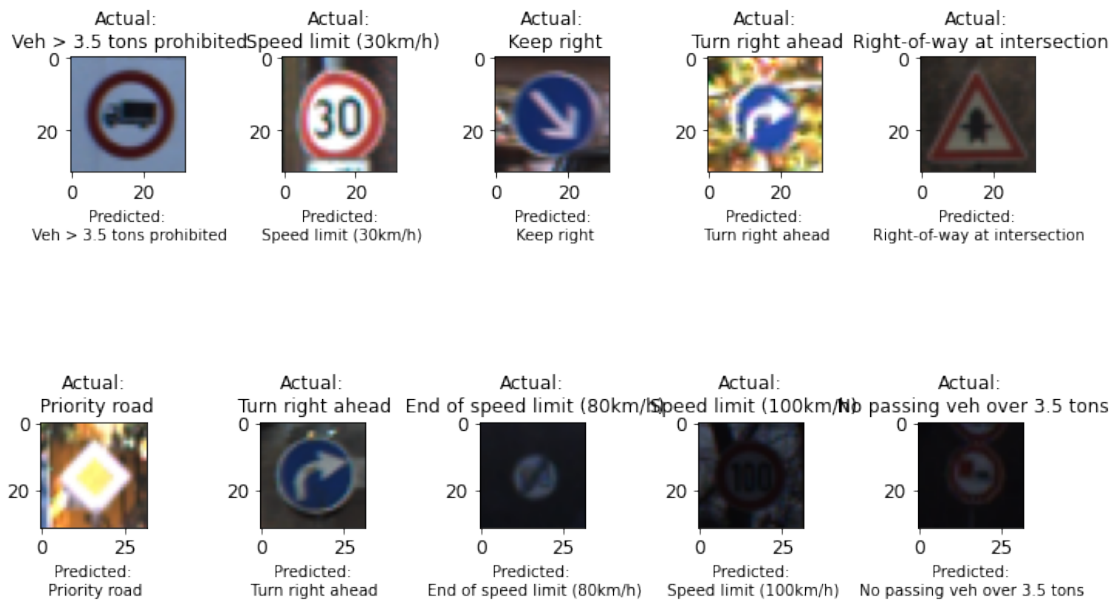 Actual: Actual: Actual: Actual: Actual:
Veh > 3.5 tons prohibited Speed limit (30km/h) Keep right Turn right ahead Right-of-way at intersection
0 0 0 0 0
30
20 20 20 20 20
0 20 0 20 0 20 0 20 0 20
Predicted: Predicted: Predicted: Predicted: Predicted:
Veh > 3.5 tons prohibited Speed limit (30km/h) Keep right Turn right ahead Right-of-way at intersection
Actual: Actual: Actual: Actual: Actual:
Priority road Turn right ahead End of speed limit (80km/h) Speed limit (100km/h) No passing veh over 3.5 tons
0 0 0 0 0
100
20 20 20 20 20
0 25 0 25 0 25 0 25 0 25
Predicted: Predicted: Predicted: Predicted: Predicted:
Priority road Turn right ahead End of speed limit (80km/h) Speed limit (100km/h) No passing veh over 3.5 tons